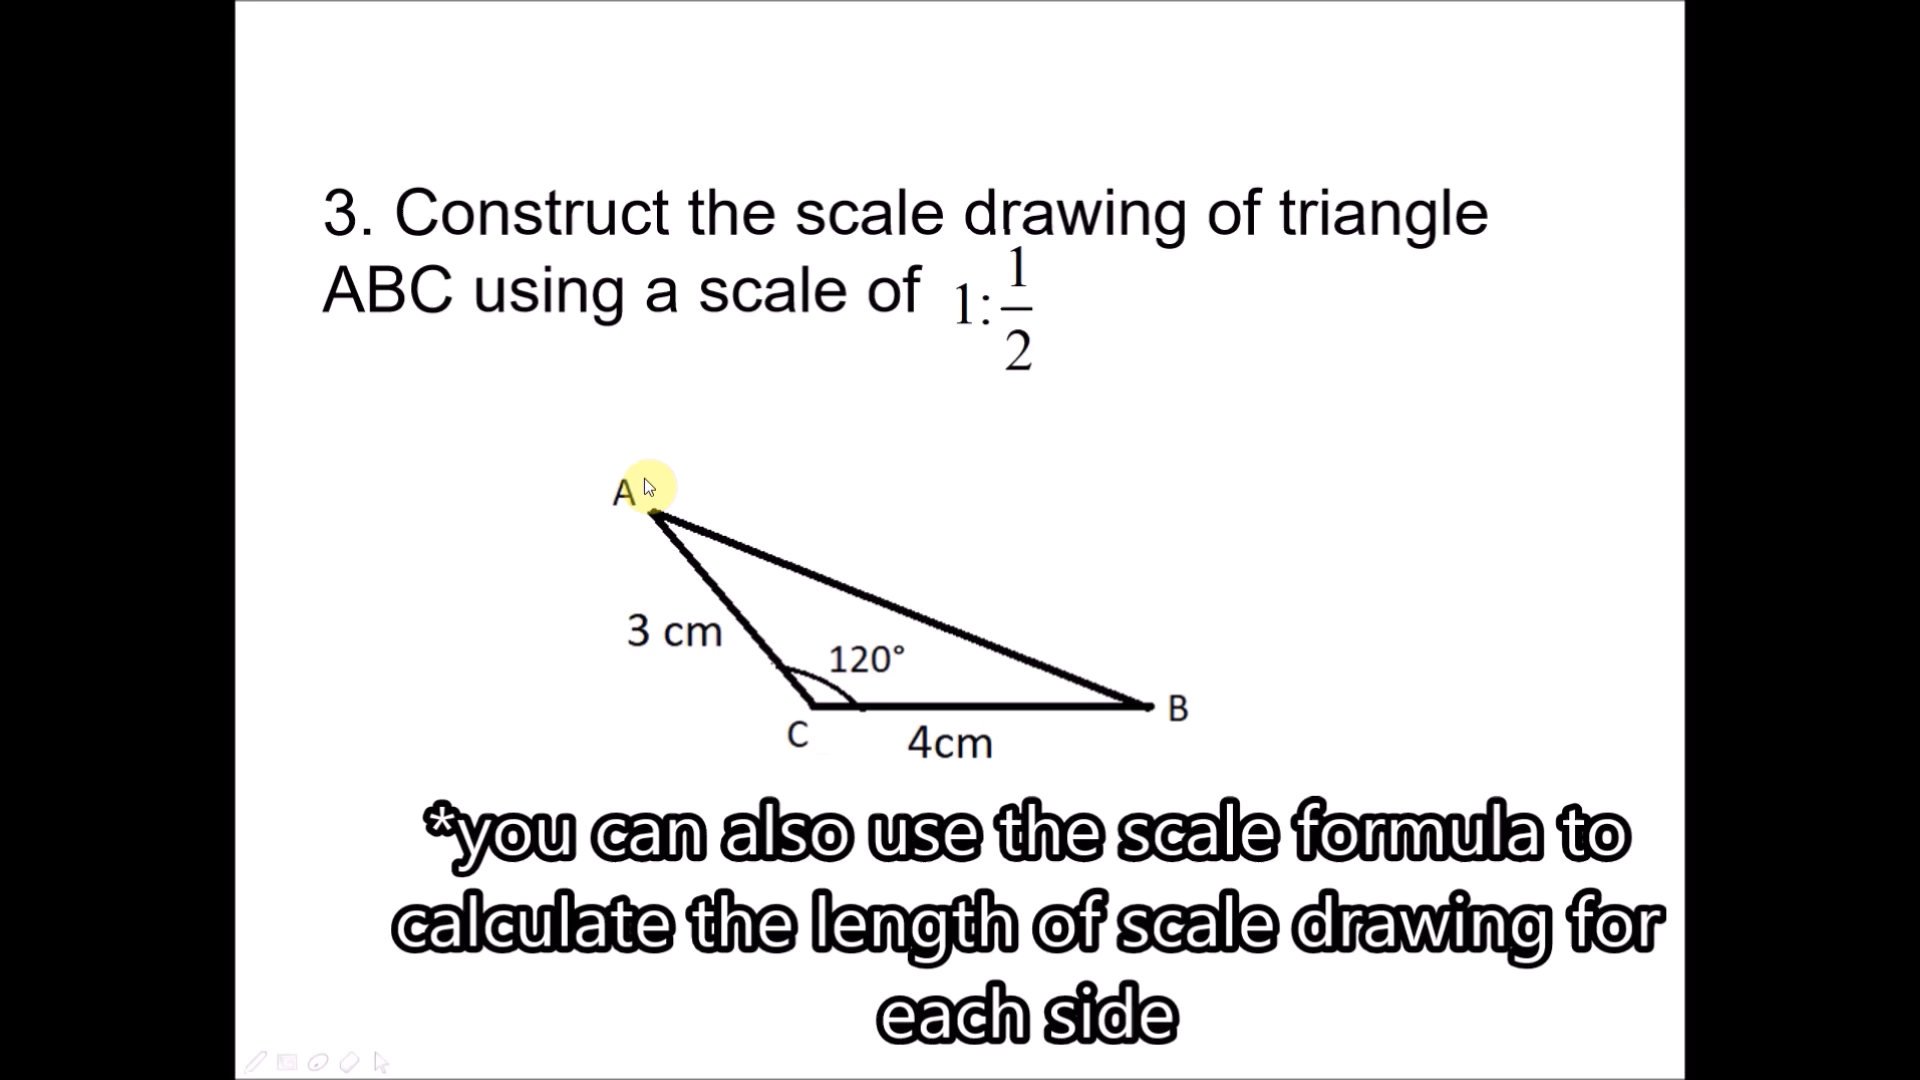 3. Construct the scale drawing of triangle
ABC using a scale of 1:1/2
A
3 cm
120°
C
B
4cm
*you can also use the scale formula to
calculate the length of scale drawing for
each side